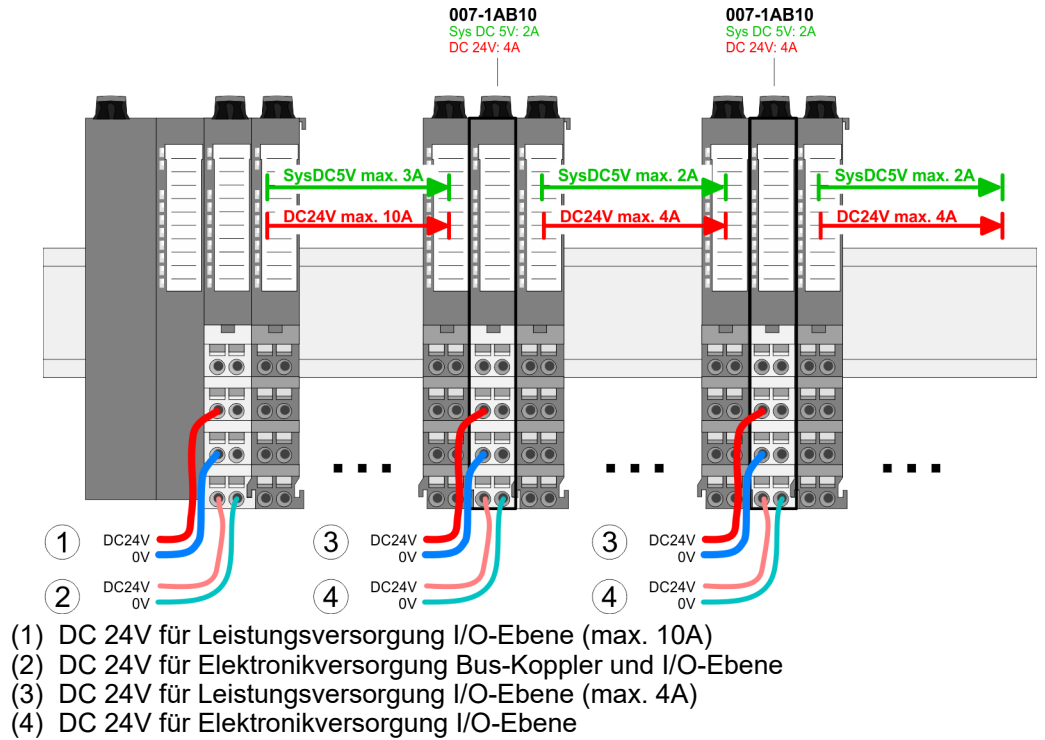 007-1AB10
Sys DC 5V: 2A
DC 24V: 4A
007-1AB10
Sys DC 5V: 2A
DC 24V: 4A
SysDC5V max. 3A
SysDC5V max. 2A
SysDC5V max. 2A
DC24V max. 10A
DC24V max. 4A
DC24V max. 4A
1
DC24V
0V
3
DC24V
0V
3
DC24V
0V
2
DC24V
0V
4
DC24V
0V
4
DC24V
0V
(1) DC 24V für Leistungsversorgung I/O-Ebene (max. 10A)
(2) DC 24V für Elektronikversorgung Bus-Koppler und I/O-Ebene
(3) DC 24V für Leistungsversorgung I/O-Ebene (max. 4A)
(4) DC 24V für Elektronikversorgung I/O-Ebene